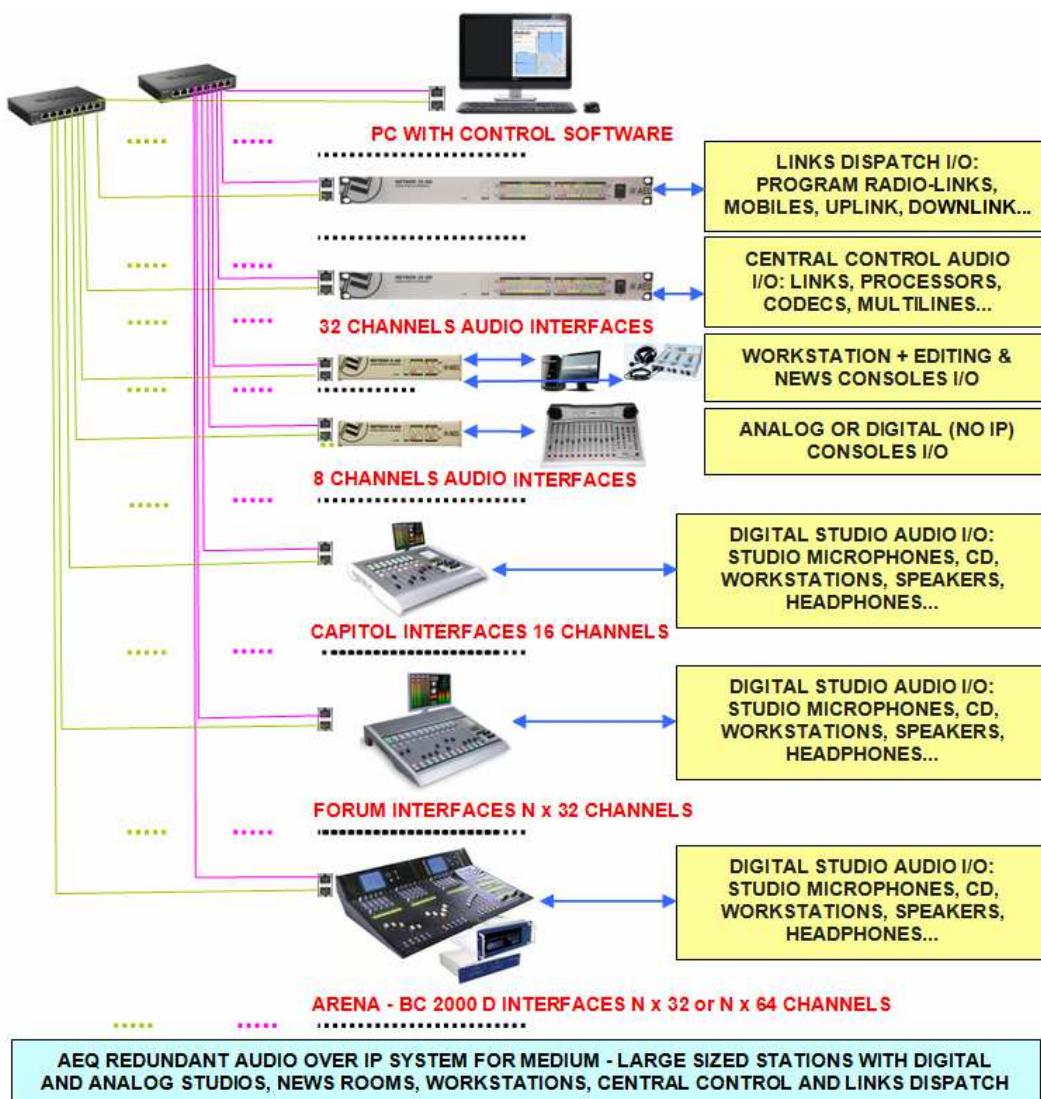 PC WITH CONTROL SOFTWARE
LINKS DISPATCH I/O:
PROGRAM RADIO-LINKS,
MOBILES, UPLINK, DOWNLINK...
CENTRAL CONTROL AUDIO
I/O: LINKS, PROCESSORS,
CODECS, MULTILINES...
32 CHANNELS AUDIO INTERFACES
WORKSTATION + EDITING &
NEWS CONSOLES I/O
ANALOG OR DIGITAL (NO IP)
CONSOLES I/O
8 CHANNELS AUDIO INTERFACES
DIGITAL STUDIO AUDIO I/O:
STUDIO MICROPHONES, CD,
WORKSTATIONS, SPEAKERS,
HEADPHONES...
CAPITOL INTERFACES 16 CHANNELS
DIGITAL STUDIO AUDIO I/O:
STUDIO MICROPHONES, CD,
WORKSTATIONS, SPEAKERS,
HEADPHONES...
FORUM INTERFACES N x 32 CHANNELS
DIGITAL STUDIO AUDIO I/O:
STUDIO MICROPHONES, CD,
WORKSTATIONS, SPEAKERS,
HEADPHONES...
ARENA - BC 2000 D INTERFACES N x 32 or N x 64 CHANNELS
AEQ REDUNDANT AUDIO OVER IP SYSTEM FOR MEDIUM - LARGE SIZED STATIONS WITH DIGITAL
AND ANALOG STUDIOS, NEWS ROOMS, WORKSTATIONS, CENTRAL CONTROL AND LINKS DISPATCH